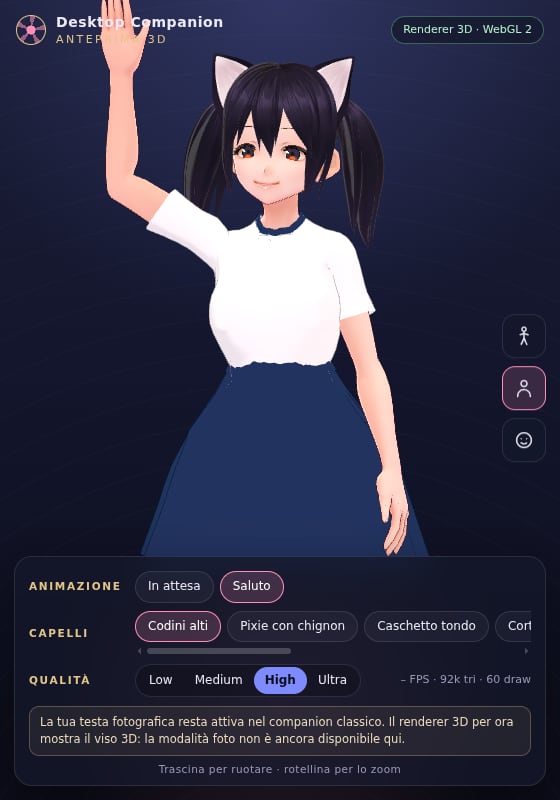 Desktop Companion
ANTEPRIMA 3D
Renderer 3D · WebGL 2
ANIMAZIONE
In attesa
Saluto
CAPELLI
Codini alti
Pixie con chignon
Caschetto tondo
QUALITÀ
Low
Medium
High
Ultra
– FPS · 92k tri · 60 draw
La tua testa fotografica resta attiva nel companion classico. Il renderer 3D per ora
mostra il viso 3D: la modalità foto non è ancora disponibile qui.
Trascina per ruotare · rotellina per lo zoom